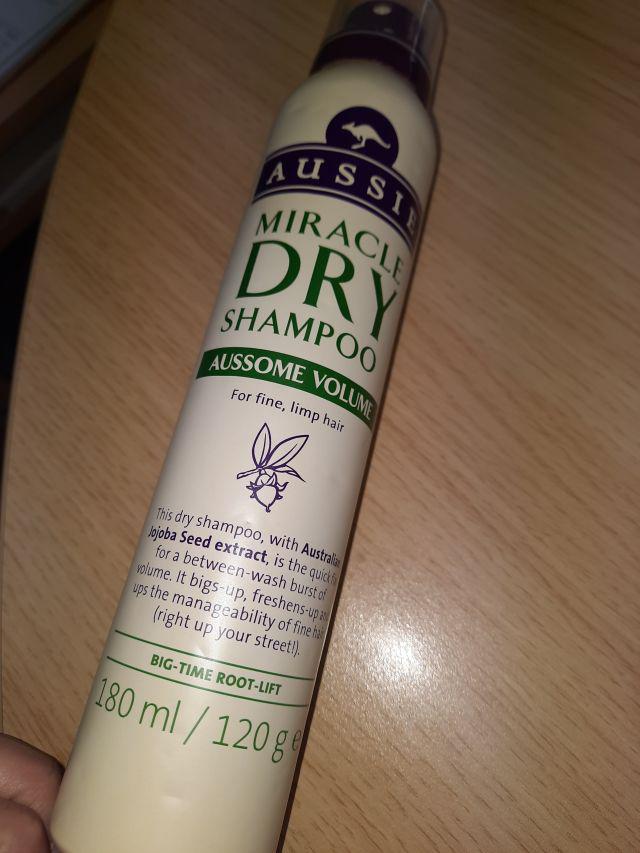 AUSSIE
MIRACLE
DRY
SHAMPOO
AUSSOME VOLUME
For fine, limp hair
This dry shampoo, with Australian
Jojoba Seed extract, is the quick
for a between-wash burst of
volume. It bigs-up, freshens-up
ups the manageability of fine hair
(right up your street!).
BIG-TIME ROOT-LIFT
180 ml / 120 g e